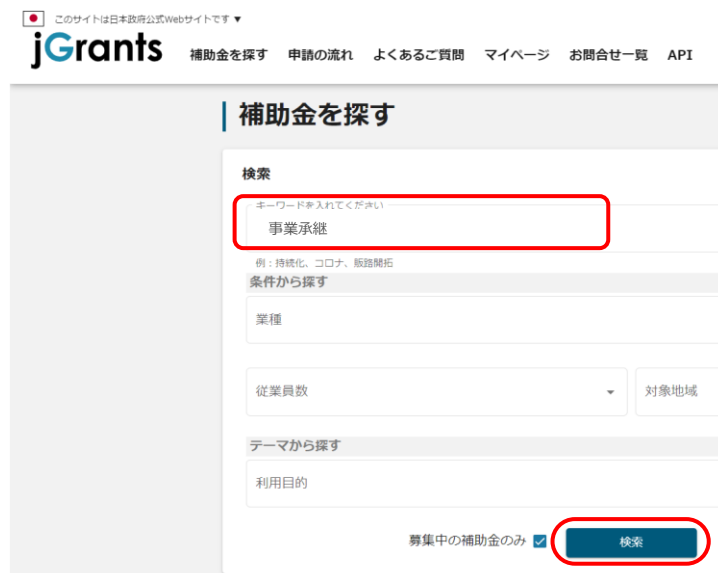 このサイトは日本政府公式Webサイトです ▼
jGrants 補助金を探す 申請の流れ よくあるご質問 マイページ お問合せ一覧 API
補助金を探す
検索
キーワードを入れてください
事業承継
例：持続化、コロナ、販路開拓
条件から探す
業種
従業員数 対象地域
テーマから探す
利用目的
募集中の補助金のみ 検索